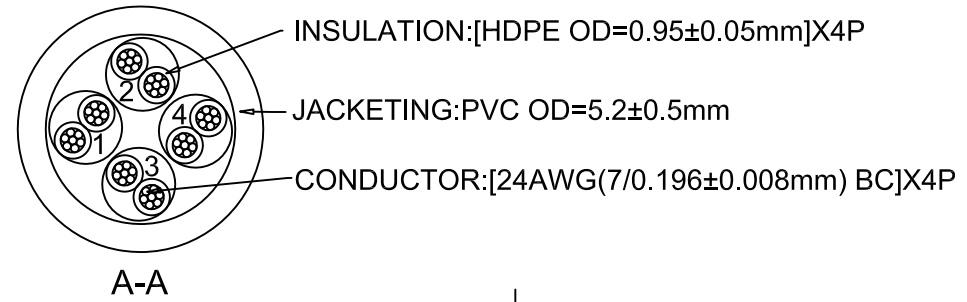 INSULATION:[HDPE OD=0.95±0.05mm]X4P
2
4
JACKETING:PVC OD=5.2±0.5mm
1
3
CONDUCTOR:[24AWG(7/0.196±0.008mm) BC]X4P
A-A